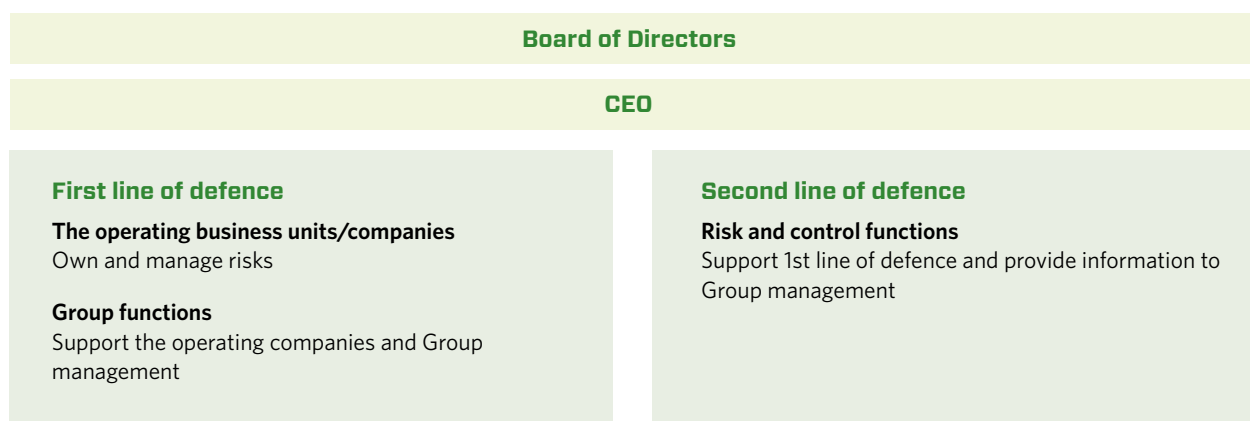 Board of Directors
CEO
First line of defence
The operating business units/companies
Own and manage risks
Group functions
Support the operating companies and Group
management
Second line of defence
Risk and control functions
Support 1st line of defence and provide information to
Group management